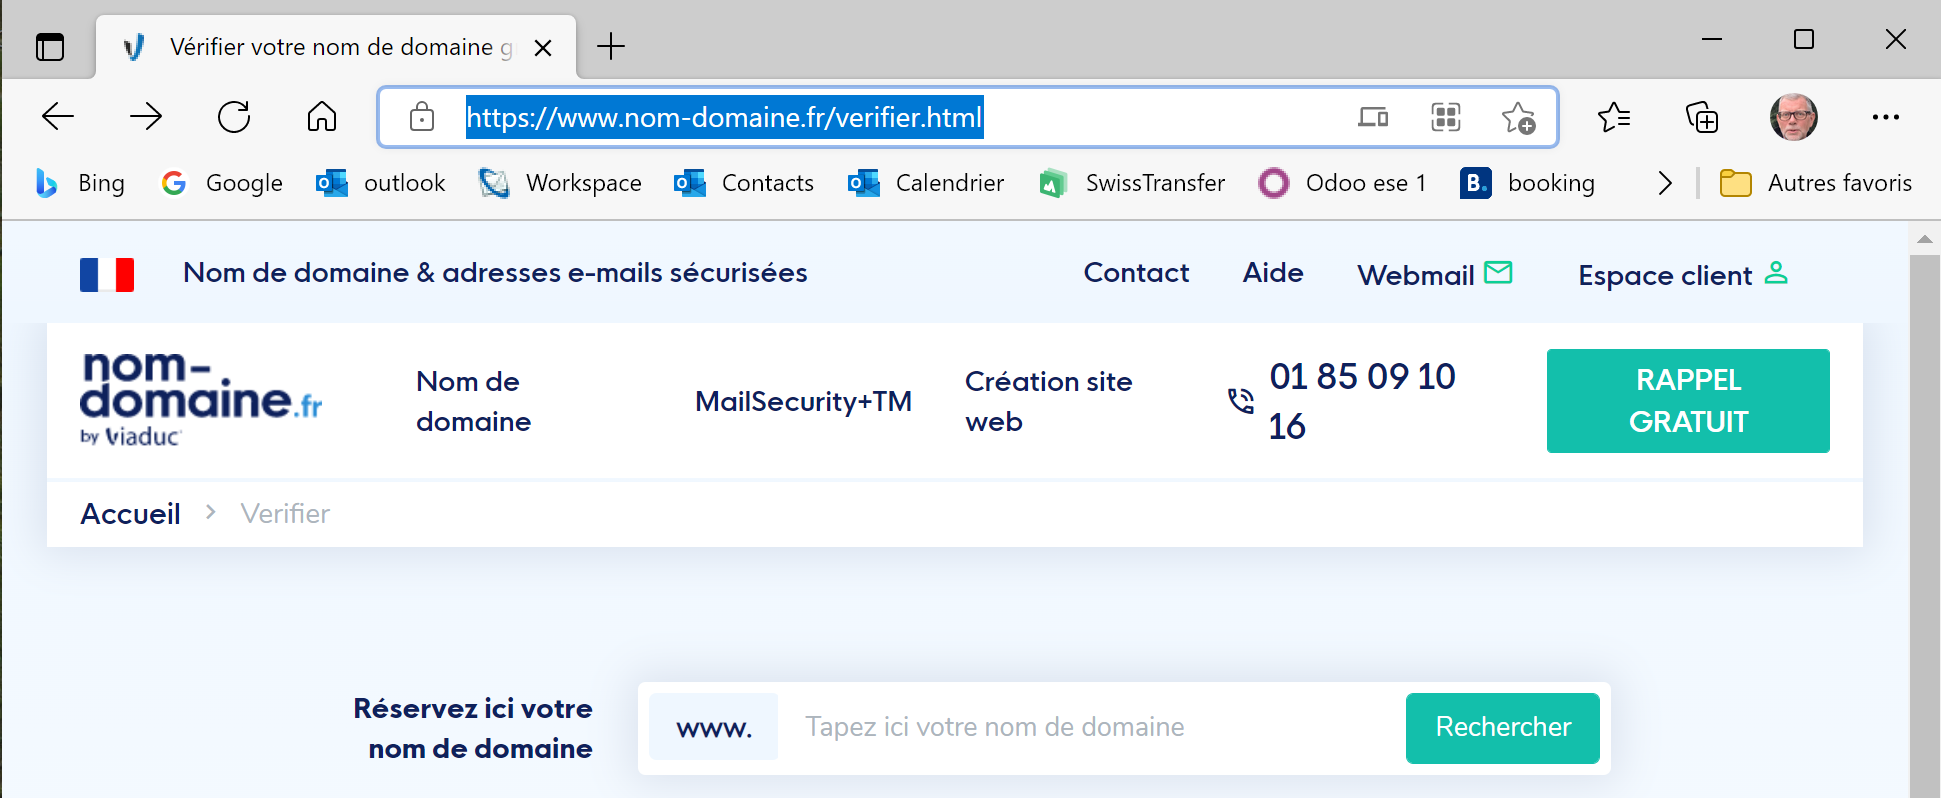 Vérifier votre nom de domaine g
https://www.nom-domaine.fr/verifier.html
Bing Google outlook Workspace Contacts Calendrier SwissTransfer Odoo ese 1 B. booking Autres favoris
Nom de domaine & adresses e-mails sécurisées Contact Aide Webmail Espace client
nom-
domaine.fr
by Viaduc
Nom de
domaine
MailSecurity+TM
Création site
web
01 85 09 10
16
RAPPEL
GRATUIT
Accueil > Verifier
Réservez ici votre
nom de domaine
www. Tapez ici votre nom de domaine Rechercher